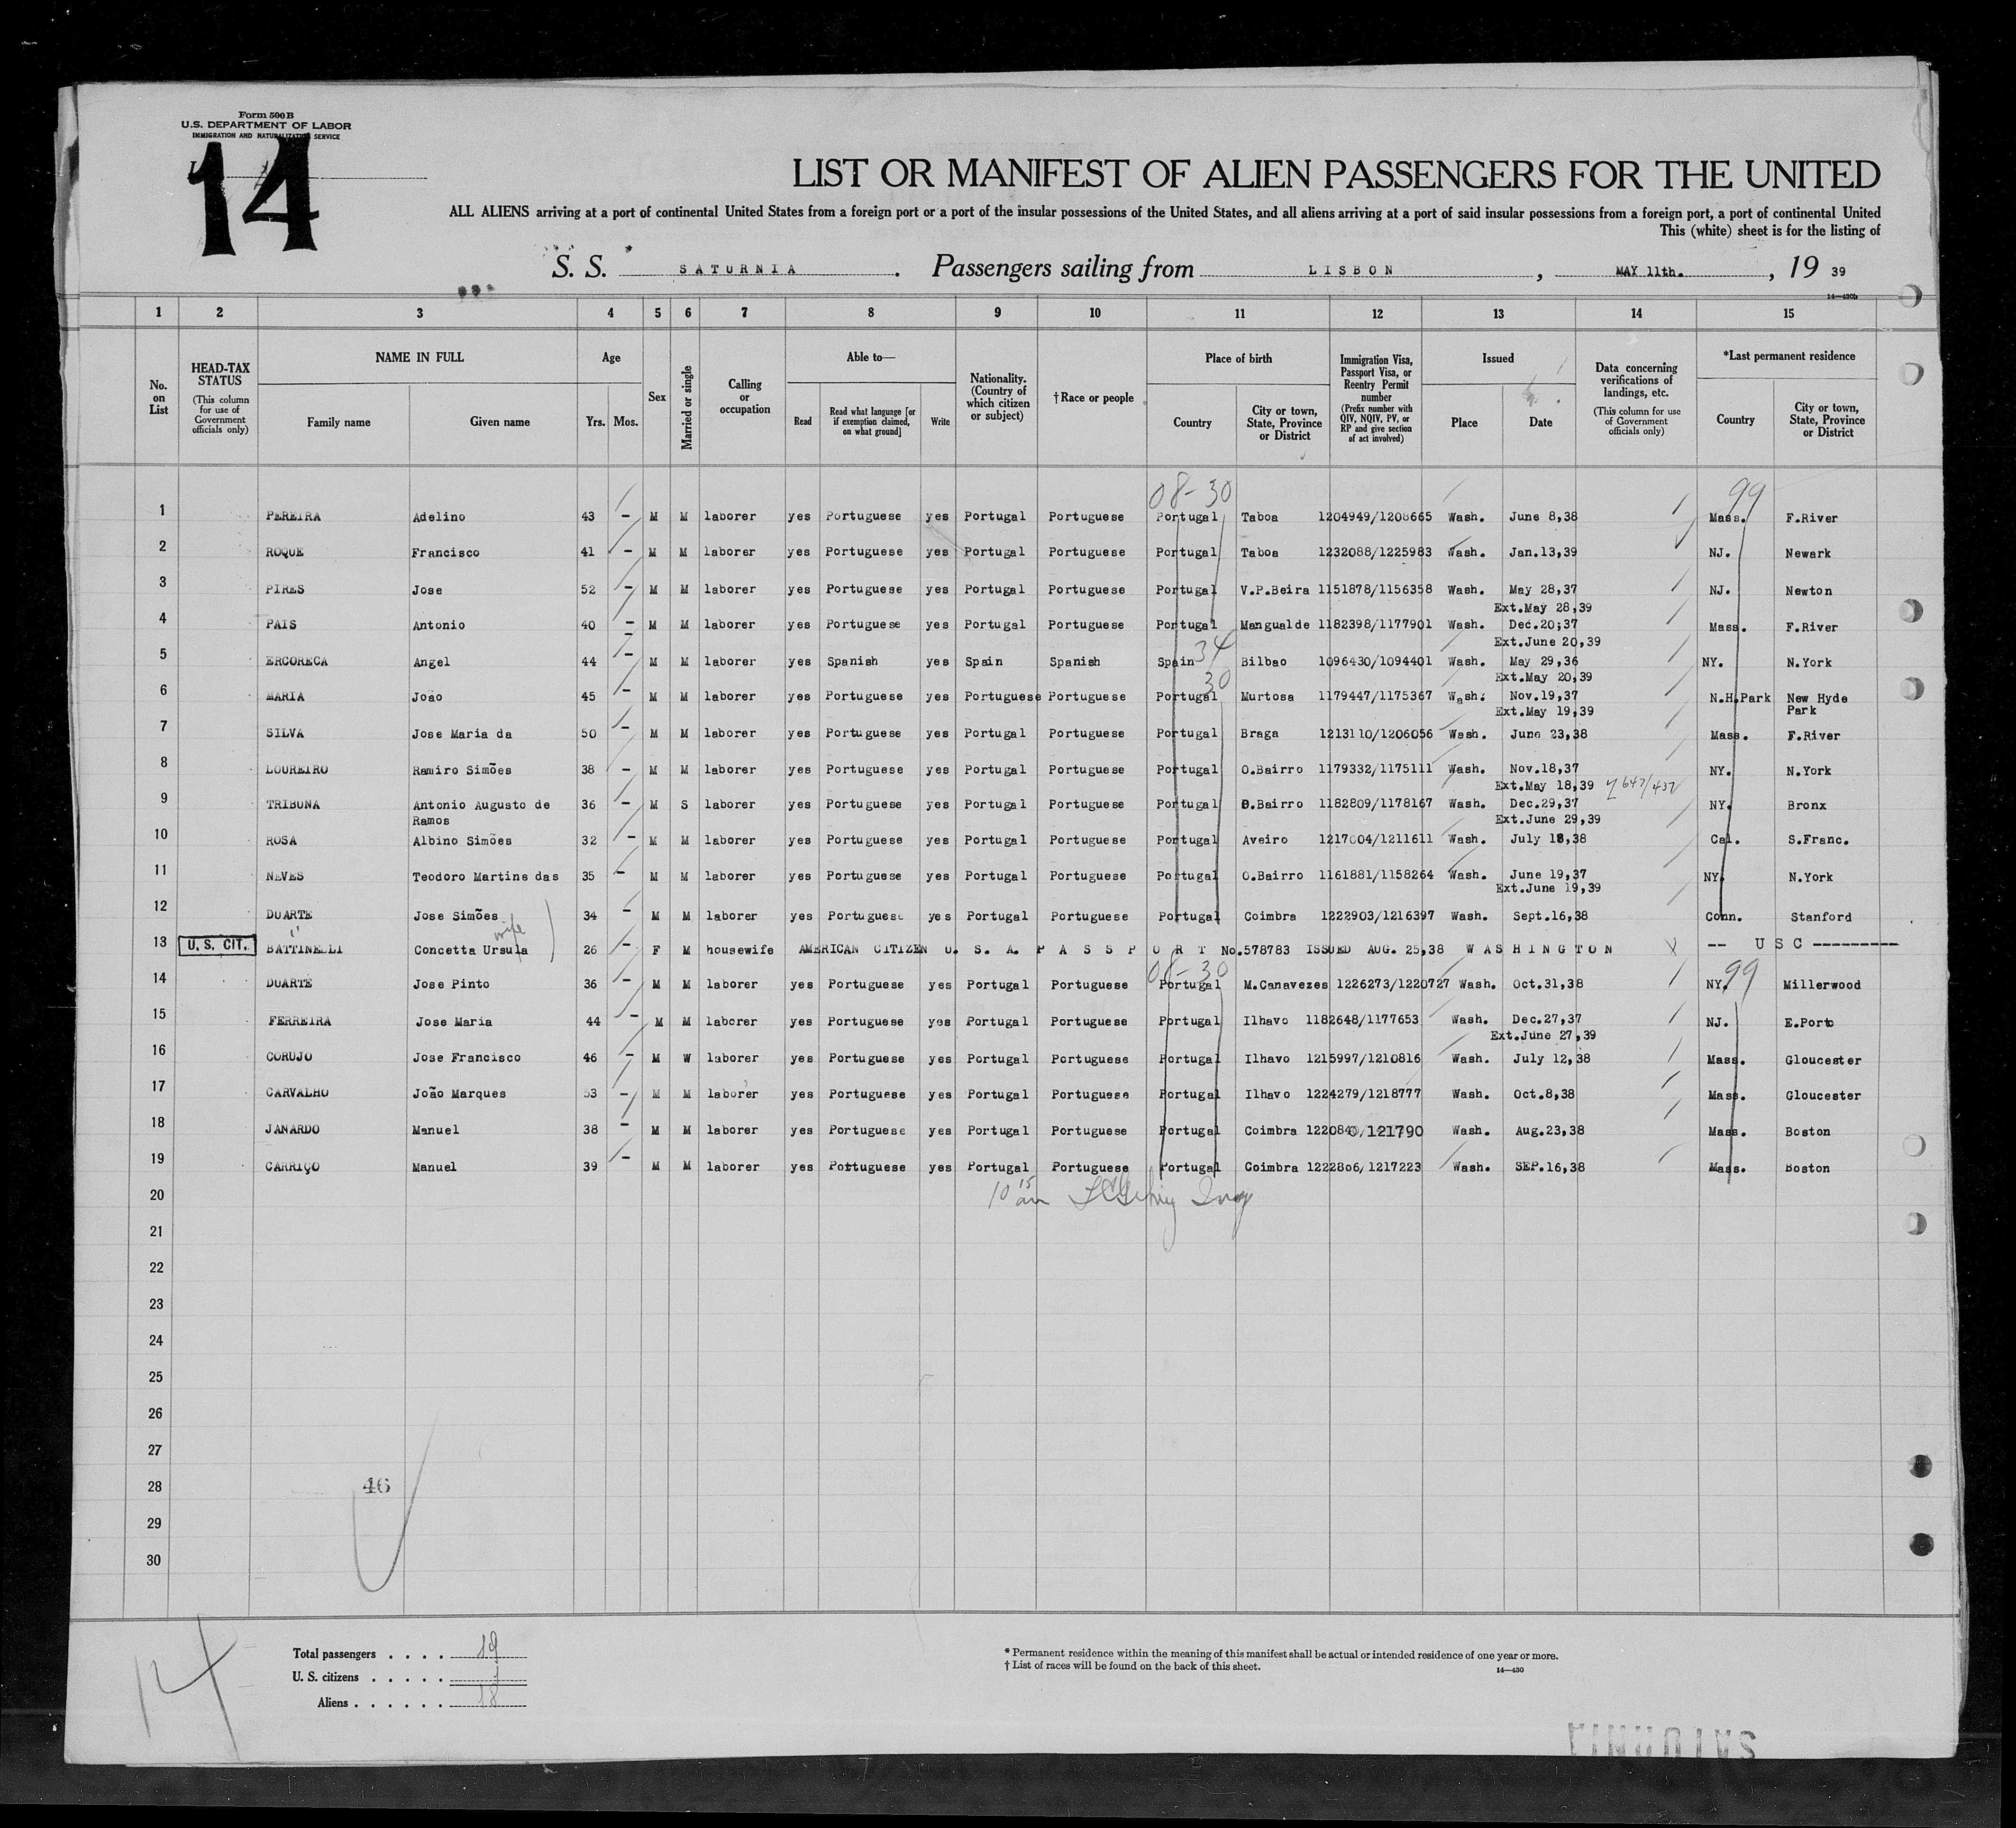 Form 500 B
U.S. DEPARTMENT OF LABOR
IMMIGRATION AND NATURALIZATION SERVICE
14
LIST OR MANIFEST OF ALIEN PASSENGERS FOR THE UNITED
ALL ALIENS arriving at a port of continental United States from a foreign port or a port of the insular possessions of the United States, and all aliens arriving at a port of said insular possessions from a foreign port, a port of continental United
This (white) sheet is for the listing of
S. S. SATURNIA . Passengers sailing from LISBON , MAY 11th. , 19 39
14—430b
1 2 3 4 5 6 7 8 9 10 11 12 13 14 15
No. on List
HEAD-TAX STATUS (This column for use of Government officials only)
NAME IN FULL Family name Given name
Age Yrs. Mos.
Sex
Married or single
Calling or occupation
Able to— Read Read what language [or if exemption claimed, on what ground] Write
Nationality. (Country of which citizen or subject)
†Race or people
Place of birth Country City or town, State, Province or District
Immigration Visa, Passport Visa, or Reentry Permit number (Prefix number with QIV, NQIV, PV, or RP and give section of act involved)
Issued Place Date
Data concerning verifications of landings, etc. (This column for use of Government officials only)
*Last permanent residence Country City or town, State, Province or District
08-30 99
1 PEREIRA Adelino 43 - M M laborer yes Portuguese yes Portugal Portuguese Portugal Taboa 1204949/1208665 Wash. June 8,38 Mass. F.River
2 ROQUE Francisco 41 - M M laborer yes Portuguese yes Portugal Portuguese Portugal Taboa 1232088/1225983 Wash. Jan.13,39 NJ. Newark
3 PIRES Jose 52 - M M laborer yes Portuguese yes Portugal Portuguese Portugal V.P.Beira 1151878/1156358 Wash. May 28,37 NJ. Newton
Ext.May 28,39
4 PAIS Antonio 40 - M M laborer yes Portuguese yes Portugal Portuguese Portugal Mangualde 1182398/1177901 Wash. Dec.20;37 Mass. F.River
Ext.June 20,39
5 ERCORECA Angel 44 - M M laborer yes Spanish yes Spain Spanish Spain 34 Bilbao 1096430/1094401 Wash. May 29,36 NY. N.York
Ext.May 20,39
30
6 MARIA Joao 45 - M M laborer yes Portuguese yes Portuguese Portuguese Portugal Murtosa 1179447/1175367 Wash. Nov.19,37 N.H.Park New Hyde Park
Ext.May 19,39
7 SILVA Jose Maria da 50 - M M laborer yes Portuguese yes Portugal Portuguese Portugal Braga 1213110/1206056 Wash. June 23,38 Mass. F.River
8 LOUREIRO Ramiro Simões 38 - M M laborer yes Portuguese yes Portugal Portuguese Portugal O.Bairro 1179332/1175111 Wash. Nov.18,37 NY. N.York
Ext.May 18,39
9 TRIBUNA Antonio Augusto de Ramos 36 - M S laborer yes Portuguese yes Portugal Portuguese Portugal O.Bairro 1182809/1178167 Wash. Dec.29,37 NY. Bronx
Ext.June 29,39
10 ROSA Albino Simões 32 - M M laborer yes Portuguese yes Portugal Portuguese Portugal Aveiro 1217004/1211611 Wash. July 18,38 Cal. S.Franc.
11 NEVES Teodoro Martins das 35 - M M laborer yes Portuguese yes Portugal Portuguese Portugal O.Bairro 1161881/1158264 Wash. June 19,37 NY. N.York
Ext.June 19,39
12 DUARTE Jose Simões 34 - M M laborer yes Portuguese yes Portugal Portuguese Portugal Coimbra 1222903/1216397 Wash. Sept.16,38 Conn. Stanford
wife
13 U. S. CIT. BATTINELLI Concetta Ursula 26 - F M housewife AMERICAN CITIZEN U. S. A. PASSPORT No.578783 ISSUED AUG. 25,38 WASHINGTON X -- USC ---------
08-30 99
14 DUARTE Jose Pinto 36 - M M laborer yes Portuguese yes Portugal Portuguese Portugal M.Canavezes 1226273/1220727 Wash. Oct.31,38 NY. Millerwood
15 FERREIRA Jose Maria 44 - M M laborer yes Portuguese yes Portugal Portuguese Portugal Ilhavo 1182648/1177653 Wash. Dec.27,37 NJ. E.Porto
Ext.June 27,39
16 CORUJO Jose Francisco 46 - M W laborer yes Portuguese yes Portugal Portuguese Portugal Ilhavo 1215997/1210816 Wash. July 12,38 Mass. Gloucester
17 CARVALHO João Marques 53 - M M laborer yes Portuguese yes Portugal Portuguese Portugal Ilhavo 1224279/1218777 Wash. Oct.8,38 Mass. Gloucester
18 JANARDO Manuel 38 - M M laborer yes Portuguese yes Portugal Portuguese Portugal Coimbra 1220840/121790 Wash. Aug.23,38 Mass. Boston
19 CARRIÇO Manuel 39 - M M laborer yes Portuguese yes Portugal Portuguese Portugal Coimbra 1222806/1217223 Wash. SEP.16,38 Mass. Boston
20
21
22
23
24
25
26
27
28 46
29
30
14
Total passengers . . . . 19
U. S. citizens . . . . . 1
Aliens . . . . . . 18
* Permanent residence within the meaning of this manifest shall be actual or intended residence of one year or more.
† List of races will be found on the back of this sheet.
14—430
SATURNIA